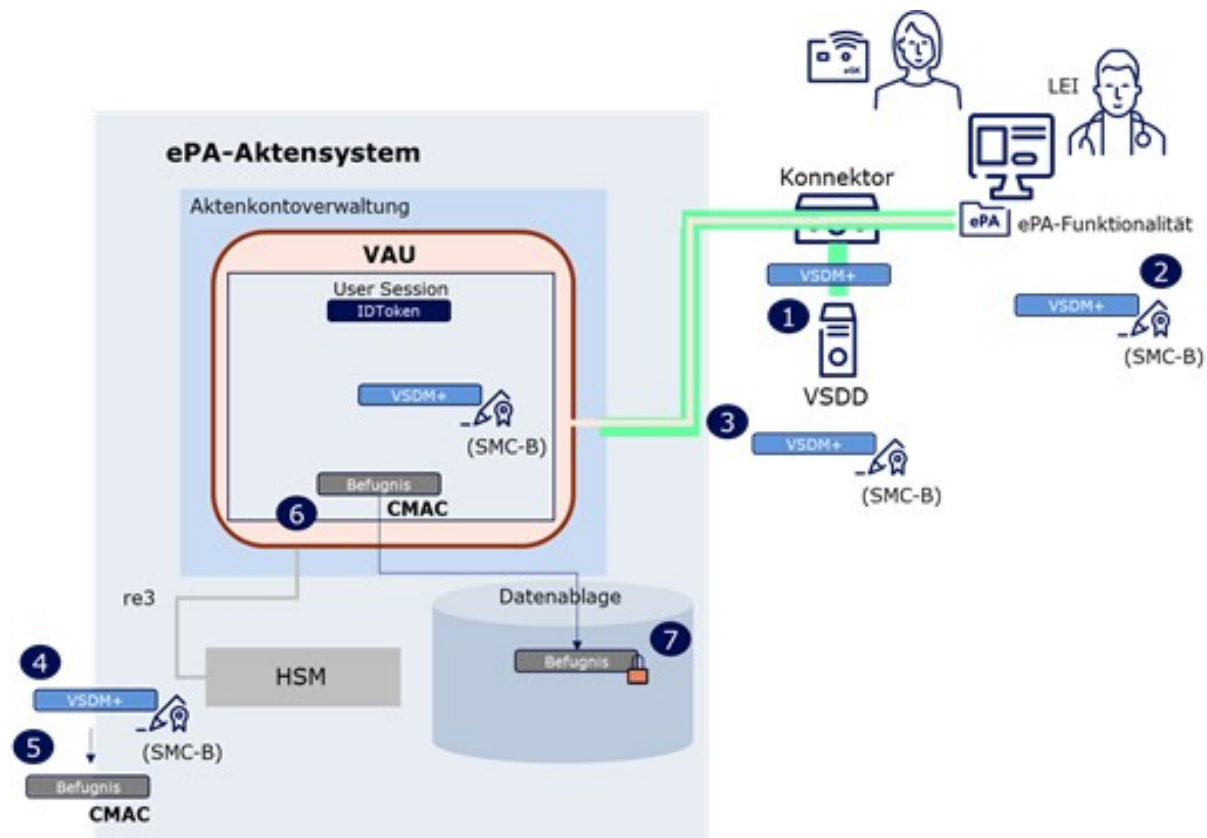 eGK
LEI
ePA-Aktensystem
Konnektor
Aktenkontoverwaltung
ePA
ePA-Funktionalität
VAU
VSDM+
2
User Session
VSDM+
IDToken
1
(SMC-B)
VSDM+
VSDD
3
(SMC-B)
VSDM+
Befugnis
(SMC-B)
6
CMAC
re3
Datenablage
7
4
HSM
Befugnis
VSDM+
5
(SMC-B)
Befugnis
CMAC